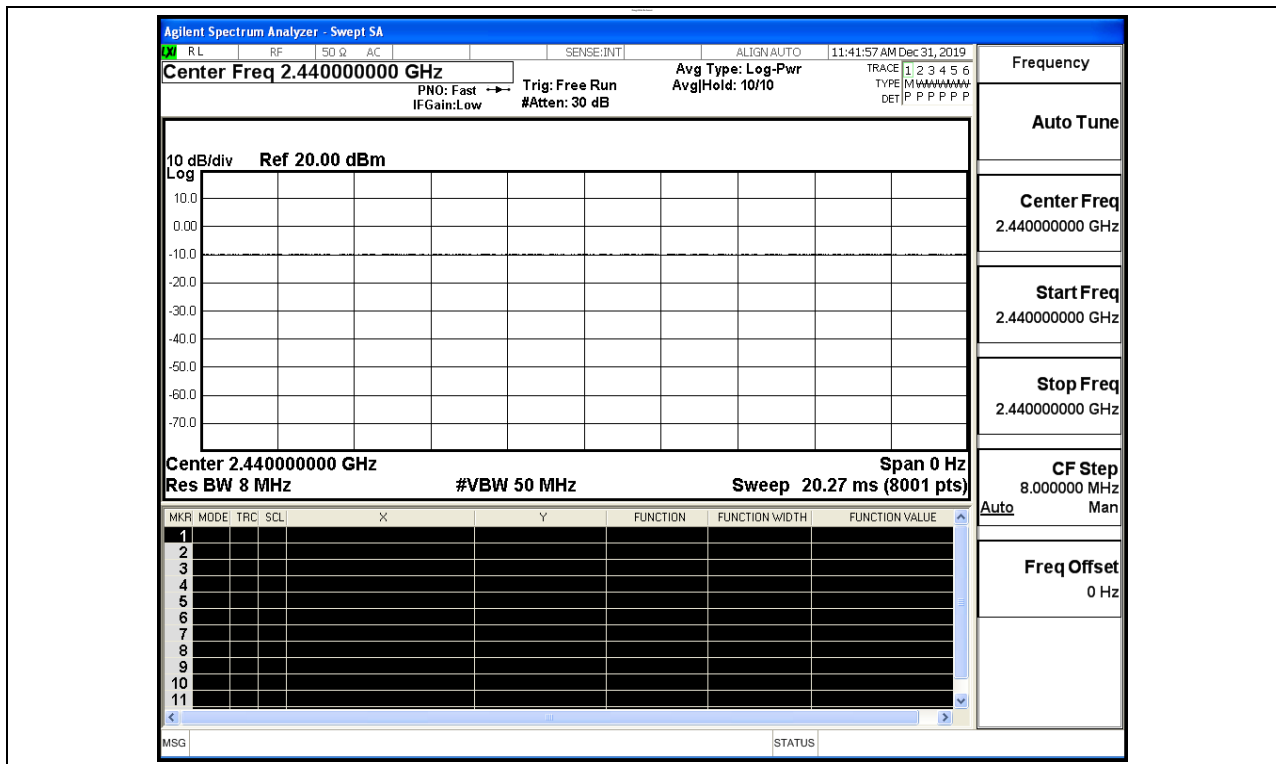 Agilent Spectrum Analyzer - Swept SA
LXI RL RF 50 Ω AC SENSE:INT ALIGN AUTO 11:41:57 AM Dec 31, 2019
Center Freq 2.440000000 GHz
PNO: Fast
IFGain:Low
Trig: Free Run
#Atten: 30 dB
Avg Type: Log-Pwr
Avg|Hold: 10/10
TRACE 1 2 3 4 5 6
TYPE M WWWWW
DET P P P P P P
10 dB/div Ref 20.00 dBm
Log
10.0
0.00
-10.0
-20.0
-30.0
-40.0
-50.0
-60.0
-70.0
Center 2.440000000 GHz Span 0 Hz
Res BW 8 MHz #VBW 50 MHz Sweep 20.27 ms (8001 pts)
MKR MODE TRC SCL X Y FUNCTION FUNCTION WIDTH FUNCTION VALUE
1
2
3
4
5
6
7
8
9
10
11
MSG STATUS
Frequency
Auto Tune
Center Freq
2.440000000 GHz
Start Freq
2.440000000 GHz
Stop Freq
2.440000000 GHz
CF Step
8.000000 MHz
Auto Man
Freq Offset
0 Hz